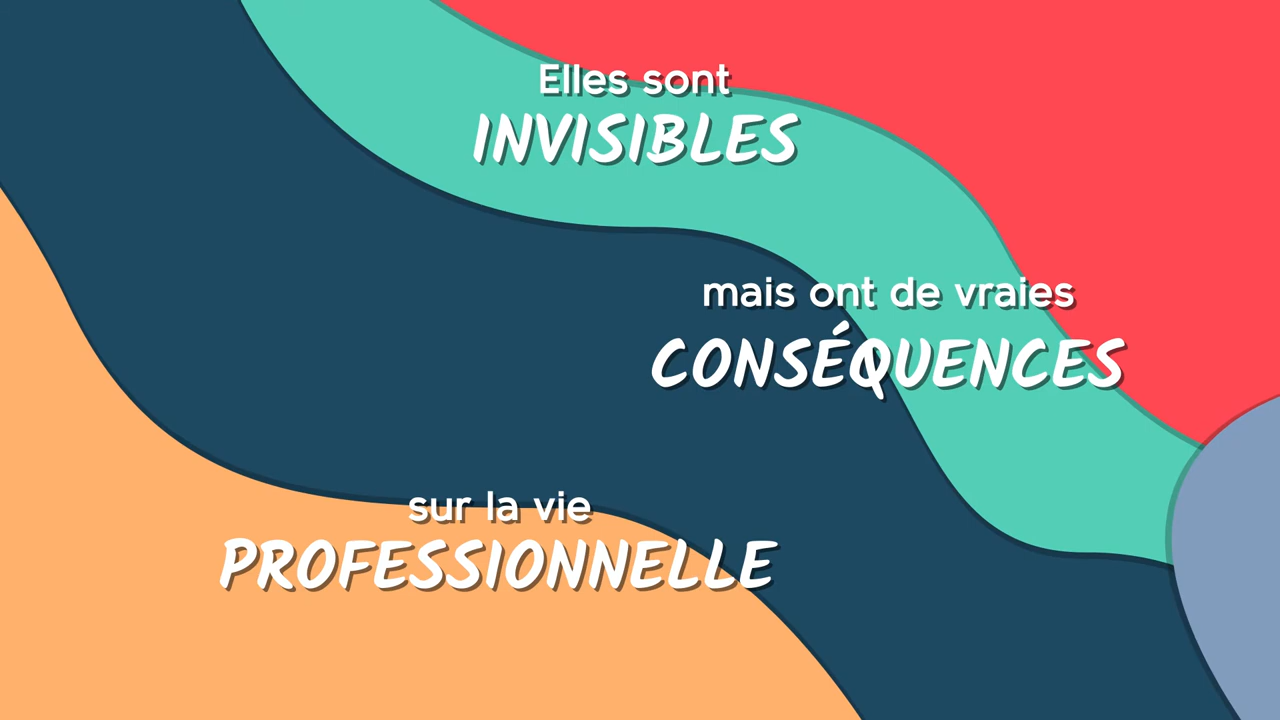 Elles sont
INVISIBLES
mais ont de vraies
CONSÉQUENCES
sur la vie
PROFESSIONNELLE